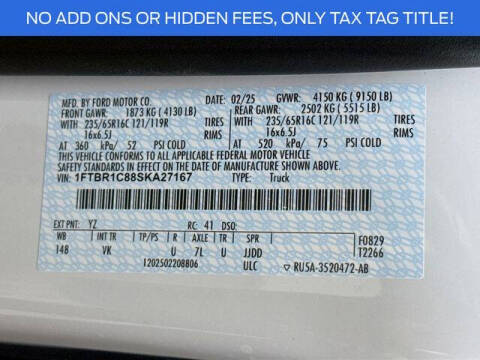 NO ADD ONS OR HIDDEN FEES, ONLY TAX TAG TITLE!
MFD. BY FORD MOTOR CO. DATE: 02/25 GVWR: 4150 KG ( 9150 LB)
FRONT GAWR: 1873 KG ( 4130 LB) REAR GAWR: 2502 KG ( 5515 LB)
WITH 235/65R16C 121/119R TIRES WITH 235/65R16C 121/119R TIRES
16x6.5J RIMS 16x6.5J RIMS
AT 360 kPa/ 52 PSI COLD AT 520 kPa/ 75 PSI COLD
THIS VEHICLE CONFORMS TO ALL APPLICABLE FEDERAL MOTOR VEHICLE
SAFETY STANDARDS IN EFFECT ON THE DATE OF MANUFACTURE SHOWN ABOVE.
VIN: 1FTBR1C88SKA27167 TYPE: Truck
EXT PNT: YZ RC: 41 DSO: F0829
WB INT TR TP/PS R AXLE TR SPR T2266
148 VK U 7L U JJDD
1202502208806 ULC ▽ RU5A-3520472-AB